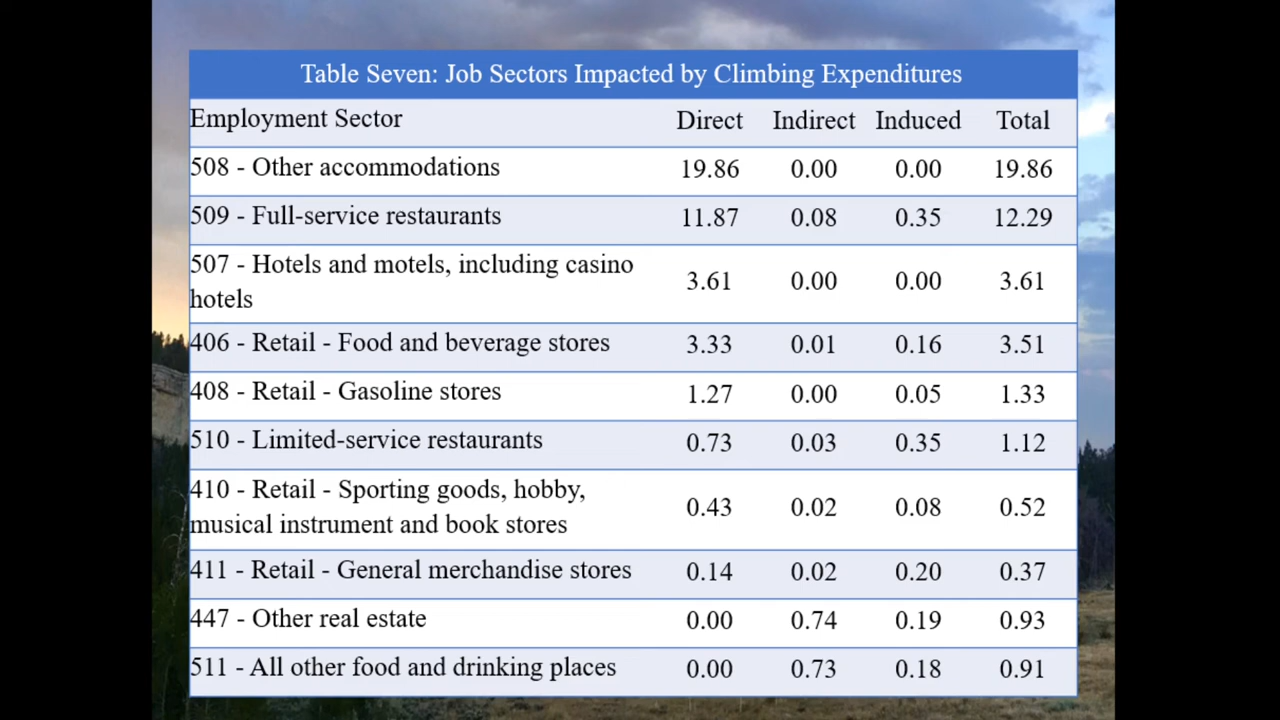 Table Seven: Job Sectors Impacted by Climbing Expenditures
Employment Sector Direct Indirect Induced Total
508 - Other accommodations 19.86 0.00 0.00 19.86
509 - Full-service restaurants 11.87 0.08 0.35 12.29
507 - Hotels and motels, including casino
hotels 3.61 0.00 0.00 3.61
406 - Retail - Food and beverage stores 3.33 0.01 0.16 3.51
408 - Retail - Gasoline stores 1.27 0.00 0.05 1.33
510 - Limited-service restaurants 0.73 0.03 0.35 1.12
410 - Retail - Sporting goods, hobby,
musical instrument and book stores 0.43 0.02 0.08 0.52
411 - Retail - General merchandise stores 0.14 0.02 0.20 0.37
447 - Other real estate 0.00 0.74 0.19 0.93
511 - All other food and drinking places 0.00 0.73 0.18 0.91